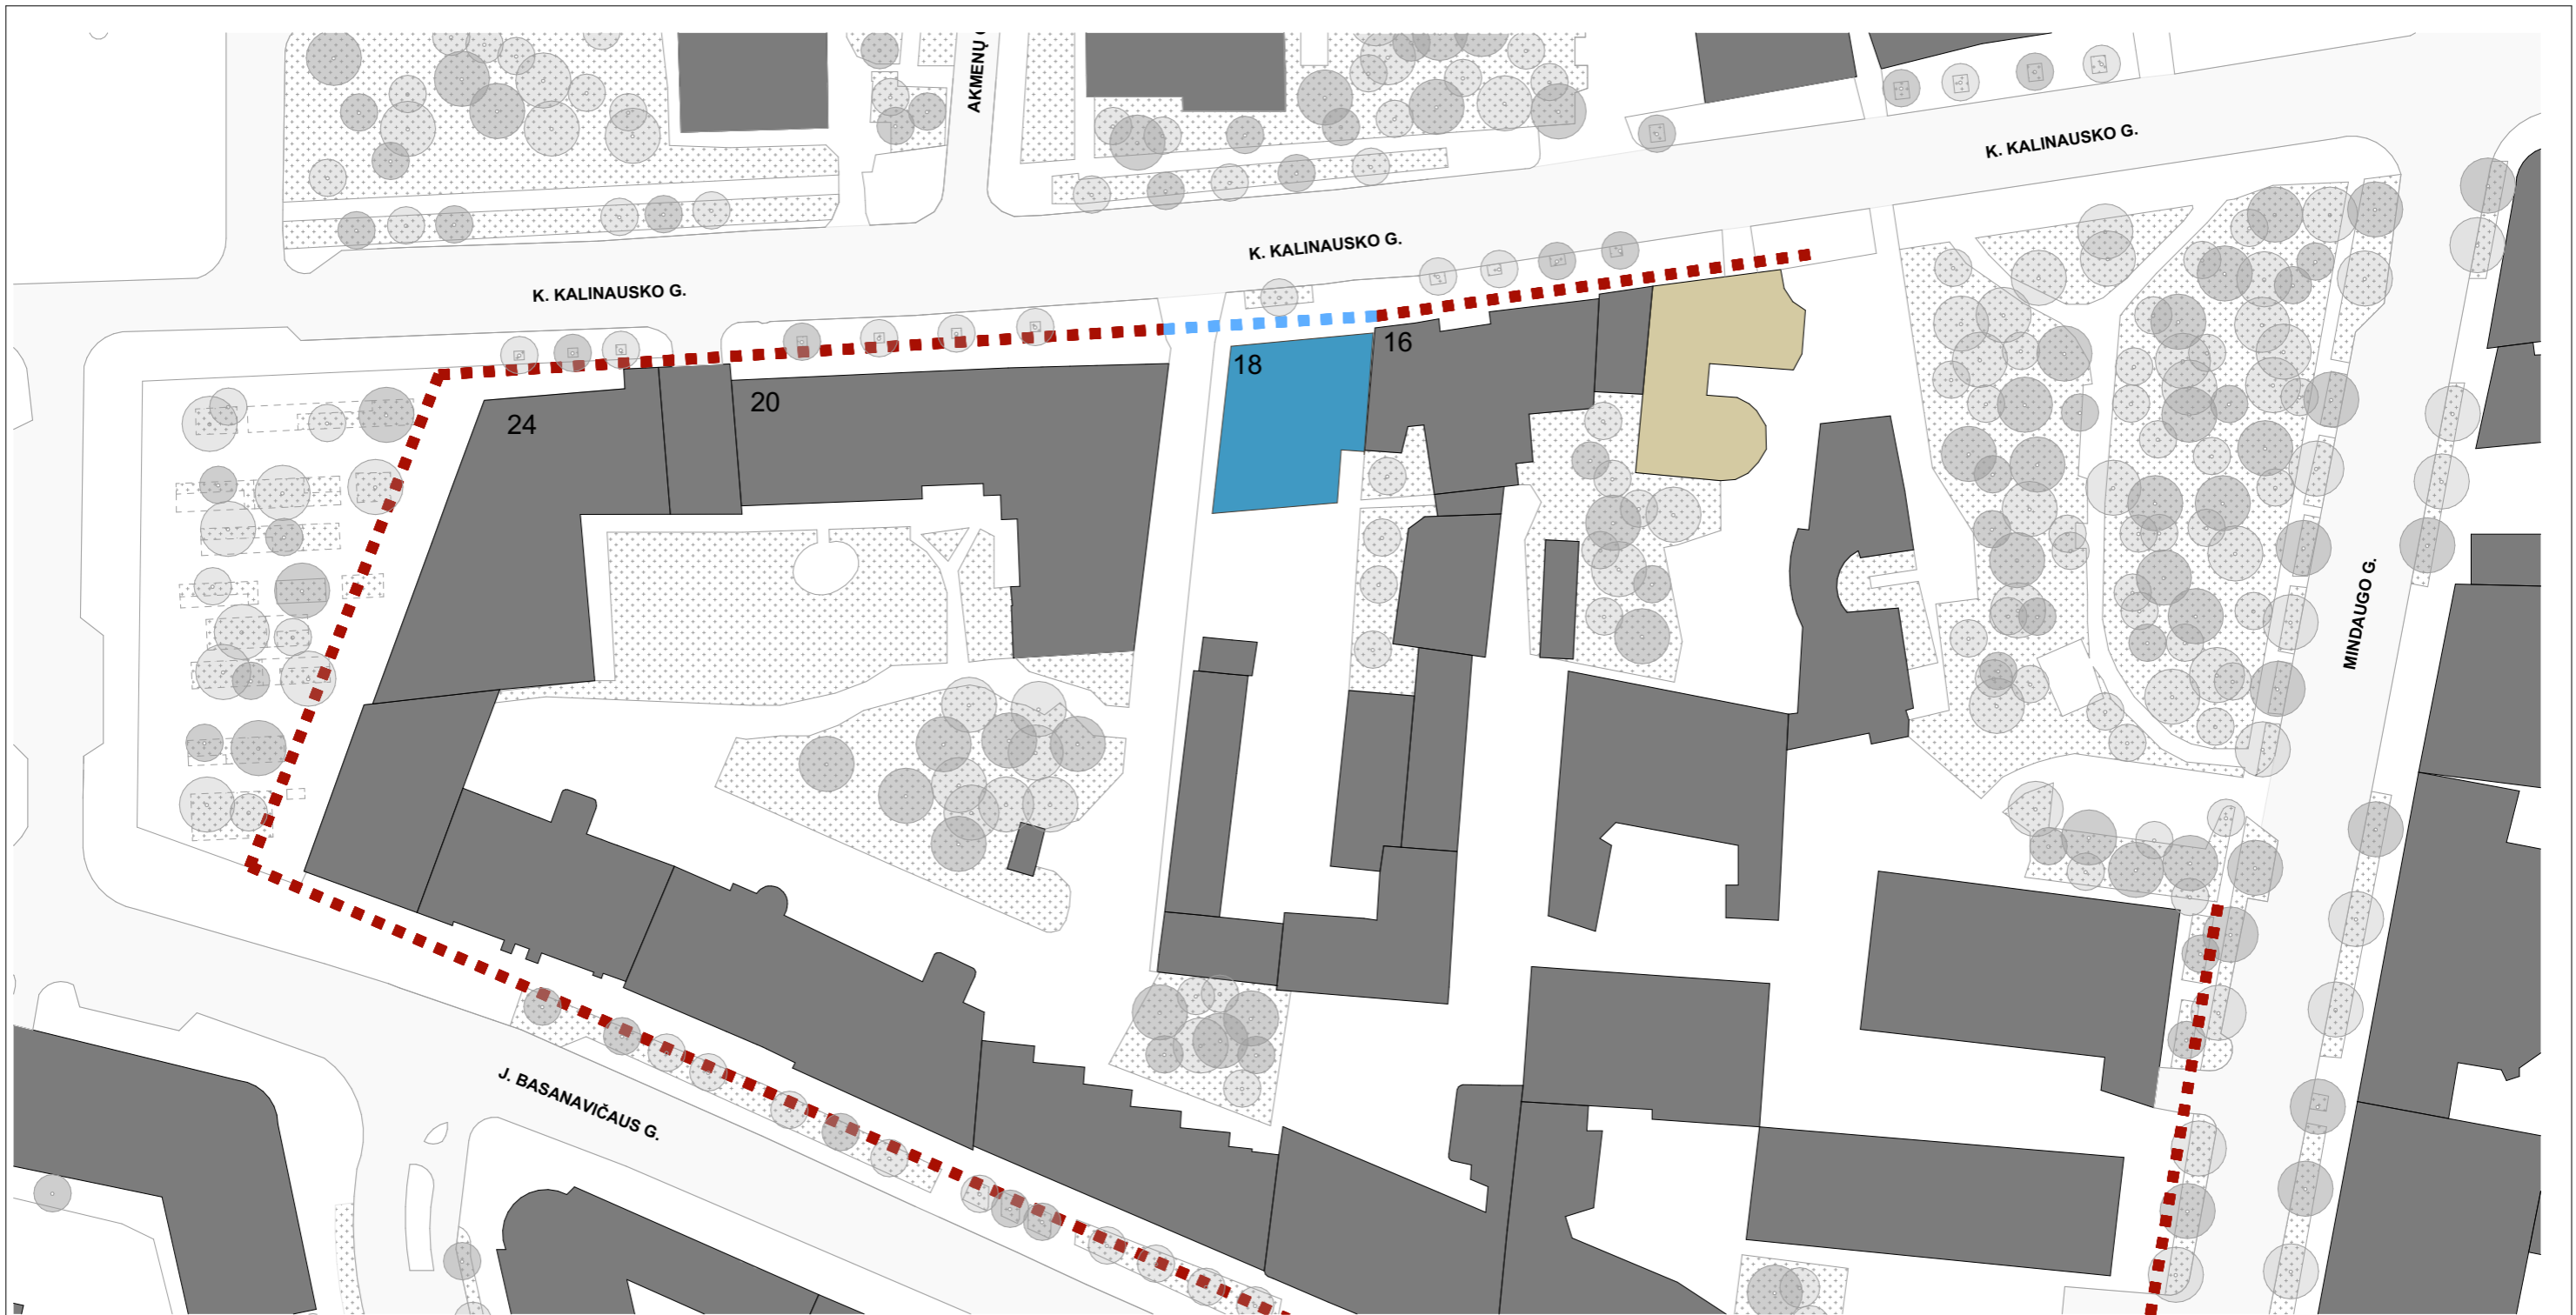 AKMENŲ
K. KALINAUSKO G.
K. KALINAUSKO G.
K. KALINAUSKO G.
18
16
20
24
MINDAUGO G.
J. BASANAVIČAUS G.